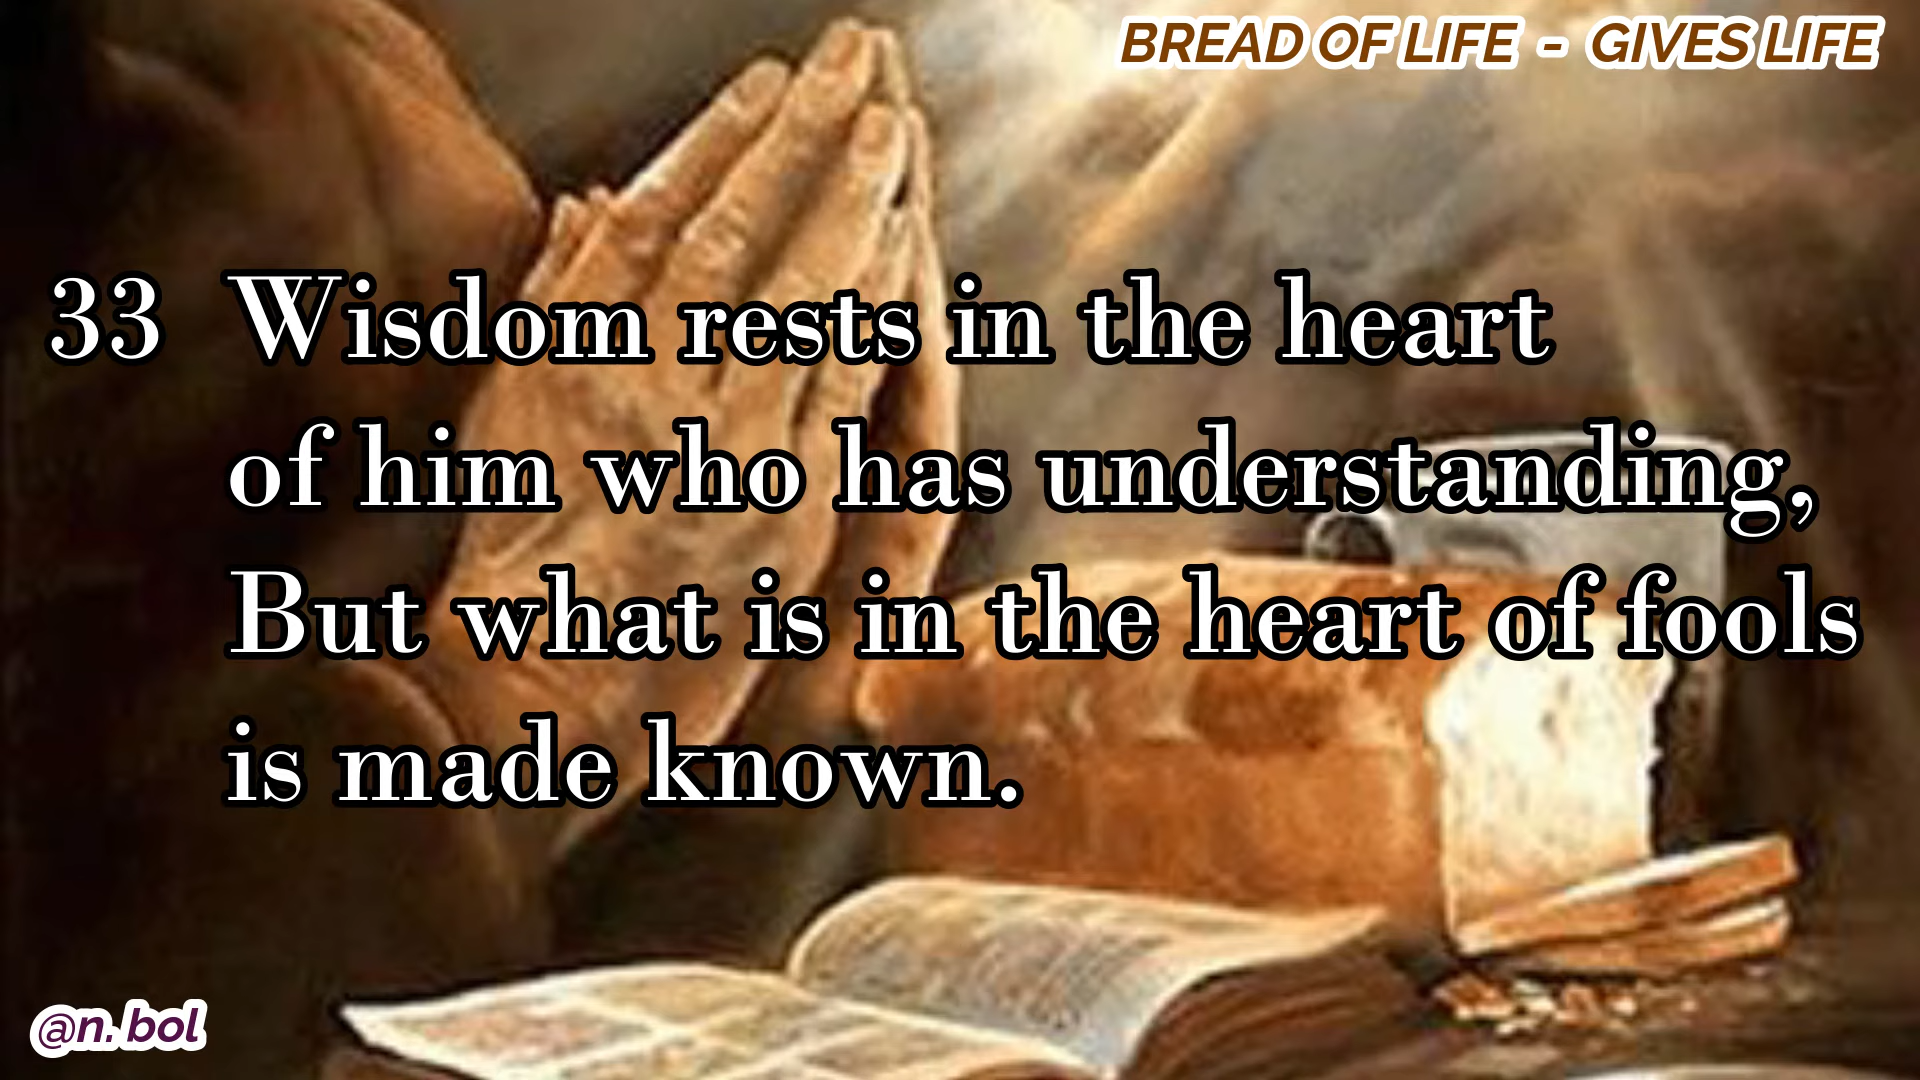 BREAD OF LIFE - GIVES LIFE
33 Wisdom rests in the heart
of him who has understanding,
But what is in the heart of fools
is made known.
@n. bol